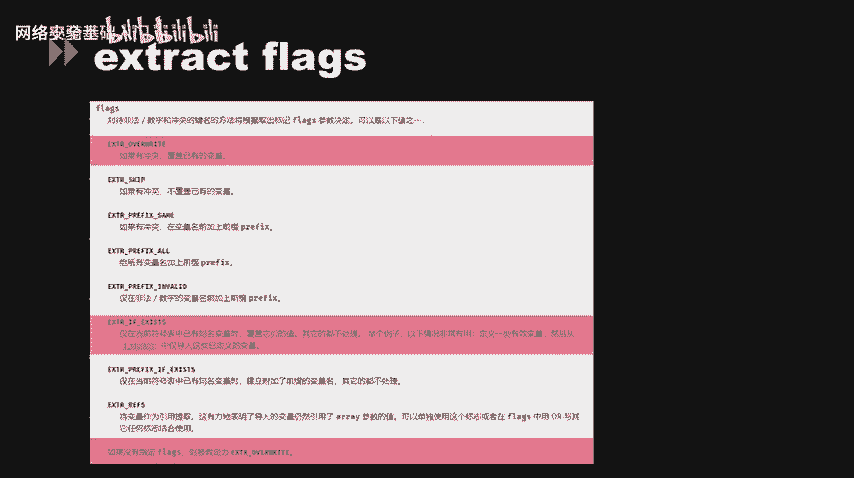 网络安全基础入门 bilibili
extract flags
flags
对待非法/数字和冲突的键名的方法将根据取出标记 flags 参数决定。可以是以下值之一:
EXTR_OVERWRITE
如果有冲突，覆盖已有的变量。
EXTR_SKIP
如果有冲突，不覆盖已有的变量。
EXTR_PREFIX_SAME
如果有冲突，在变量名前加上前缀 prefix。
EXTR_PREFIX_ALL
给所有变量名加上前缀 prefix。
EXTR_PREFIX_INVALID
仅在非法/数字的变量名前加上前缀 prefix。
EXTR_IF_EXISTS
仅在当前符号表中已有同名变量时，覆盖它们的值。其它的都不处理。 举个例子，以下情况非常有用：定义一些有效变量，然后从
中仅导入这些已定义的变量。
EXTR_PREFIX_IF_EXISTS
仅在当前符号表中已有同名变量时，建立附加了前缀的变量名，其它的都不处理。
EXTR_REFS
将变量作为引用提取。这有力地表明了导入的变量仍然引用了 array 参数的值。可以单独使用这个标志或者在 flags 中用 OR 与其
它任何标志结合使用。
如果没有指定 flags，则被假定为 EXTR_OVERWRITE。